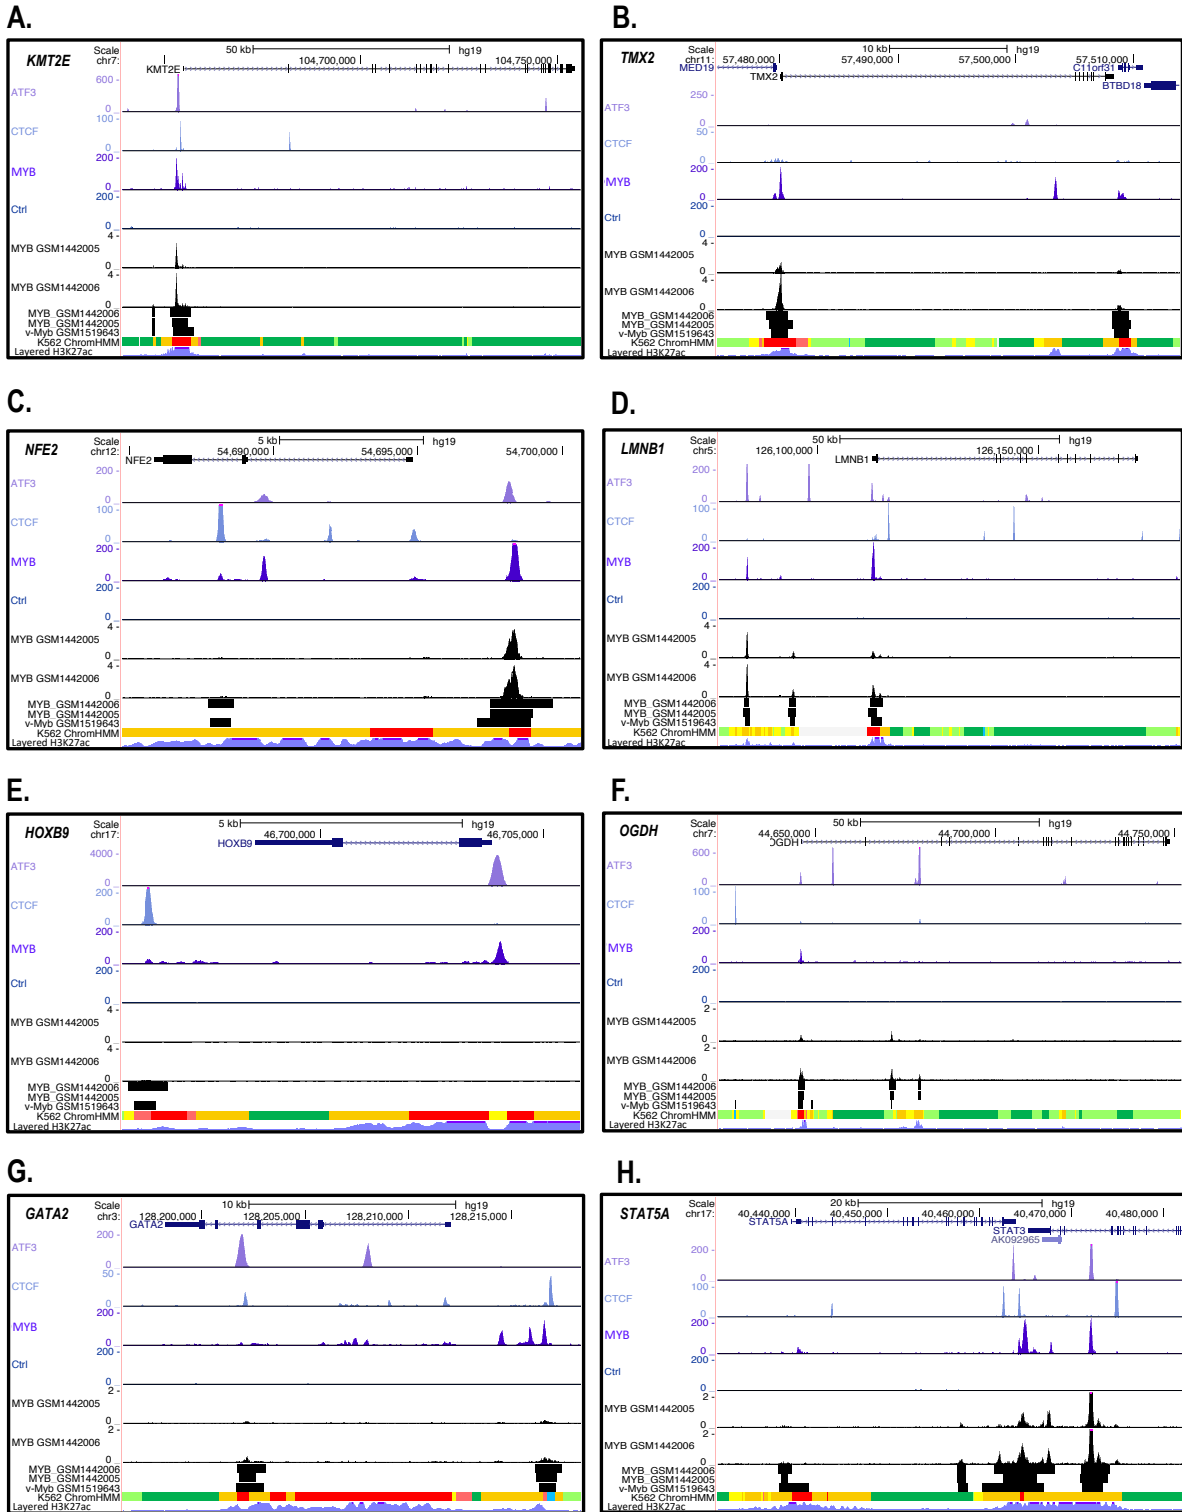 A.
KMT2E
Scale 50 kb hg19
chr7: 104,700,000 104,750,000
KMT2E
600 -
ATF3
0 _
100 -
CTCF
0 _
200 -
MYB
0 _
200 -
Ctrl
0 _
4 -
MYB GSM1442005
0 _
4 -
MYB GSM1442006
0 _
MYB_GSM1442006
MYB_GSM1442005
v-Myb GSM1519643
K562 ChromHMM
Layered H3K27ac
B.
TMX2
Scale 10 kb hg19
chr11: 57,480,000 57,490,000 57,500,000 57,510,000
MED19 C11orf31
TMX2
BTBD18
250 -
ATF3
0 _
50 -
CTCF
0 _
200 -
MYB
0 _
200 -
Ctrl
0 _
4 -
MYB GSM1442005
0 _
4 -
MYB GSM1442006
0 _
MYB_GSM1442006
MYB_GSM1442005
v-Myb GSM1519643
K562 ChromHMM
Layered H3K27ac
C.
NFE2
Scale 5 kb hg19
chr12: 54,690,000 54,695,000 54,700,000
NFE2
200 -
ATF3
0 _
100 -
CTCF
0 _
200 -
MYB
0 _
200 -
Ctrl
0 _
4 -
MYB GSM1442005
0 _
4 -
MYB GSM1442006
0 _
MYB_GSM1442006
MYB_GSM1442005
v-Myb GSM1519643
K562 ChromHMM
Layered H3K27ac
D.
LMNB1
Scale 50 kb hg19
chr5: 126,100,000 126,150,000
LMNB1
200 -
ATF3
0 _
100 -
CTCF
0 _
200 -
MYB
0 _
200 -
Ctrl
0 _
4 -
MYB GSM1442005
0 _
4 -
MYB GSM1442006
0 _
MYB_GSM1442006
MYB_GSM1442005
v-Myb GSM1519643
K562 ChromHMM
Layered H3K27ac
E.
HOXB9
Scale 5 kb hg19
chr17: 46,700,000 46,705,000
HOXB9
4000 -
ATF3
0 _
200 -
CTCF
0 _
200 -
MYB
0 _
200 -
Ctrl
0 _
4 -
MYB GSM1442005
0 _
4 -
MYB GSM1442006
0 _
MYB_GSM1442006
MYB_GSM1442005
v-Myb GSM1519643
K562 ChromHMM
Layered H3K27ac
F.
OGDH
Scale 50 kb hg19
chr7: 44,650,000 44,700,000 44,750,000
OGDH
600 -
ATF3
0 _
100 -
CTCF
0 _
200 -
MYB
0 _
200 -
Ctrl
0 _
2 -
MYB GSM1442005
0 _
2 -
MYB GSM1442006
0 _
MYB_GSM1442006
MYB_GSM1442005
v-Myb GSM1519643
K562 ChromHMM
Layered H3K27ac
G.
GATA2
Scale 10 kb hg19
chr3: 128,200,000 128,205,000 128,210,000 128,215,000
GATA2
200 -
ATF3
0 _
50 -
CTCF
0 _
200 -
MYB
0 _
200 -
Ctrl
0 _
2 -
MYB GSM1442005
0 _
2 -
MYB GSM1442006
0 _
MYB_GSM1442006
MYB_GSM1442005
v-Myb GSM1519643
K562 ChromHMM
Layered H3K27ac
H.
STAT5A
Scale 20 kb hg19
chr17: 40,440,000 40,450,000 40,460,000 40,470,000 40,480,000
STAT5A
STAT3
AK092965
200 -
ATF3
0 _
100 -
CTCF
0 _
200 -
MYB
0 _
200 -
Ctrl
0 _
2 -
MYB GSM1442005
0 _
2 -
MYB GSM1442006
0 _
MYB_GSM1442006
MYB_GSM1442005
v-Myb GSM1519643
K562 ChromHMM
Layered H3K27ac